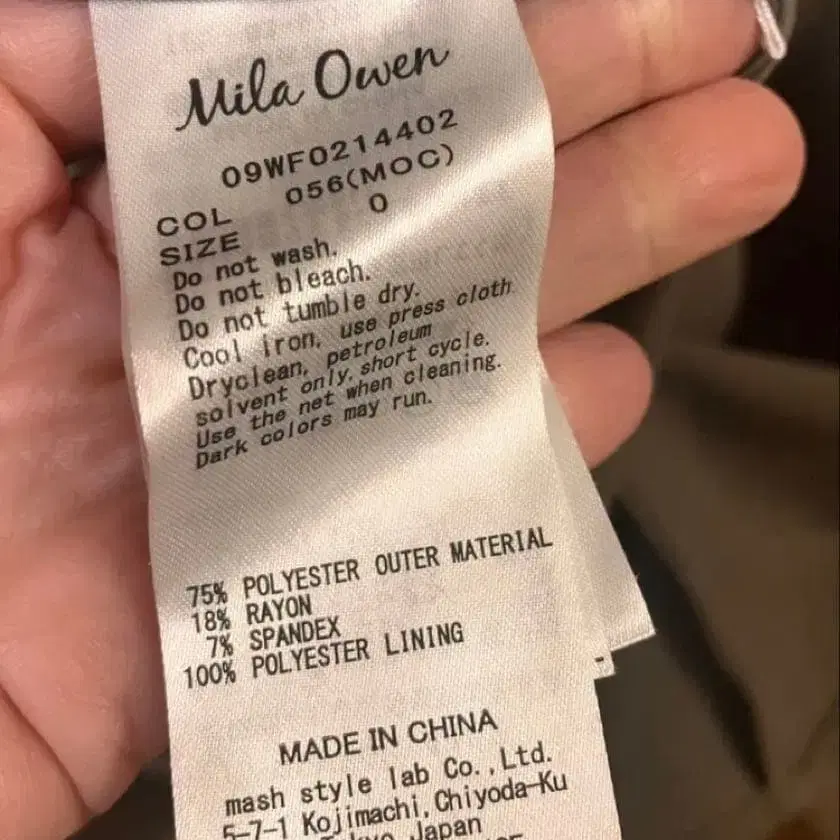 Mila Owen
09WF0214402
COL 056(MOC)
SIZE 0
Do not wash.
Do not bleach.
Do not tumble dry.
Cool iron, use press cloth
Dryclean, petroleum
solvent only, short cycle.
Use the net when cleaning.
Dark colors may run.
75% POLYESTER OUTER MATERIAL
18% RAYON
7% SPANDEX
100% POLYESTER LINING
MADE IN CHINA
mash style lab Co.,Ltd.
5-7-1 Kojimachi,Chiyoda-Ku
Japan